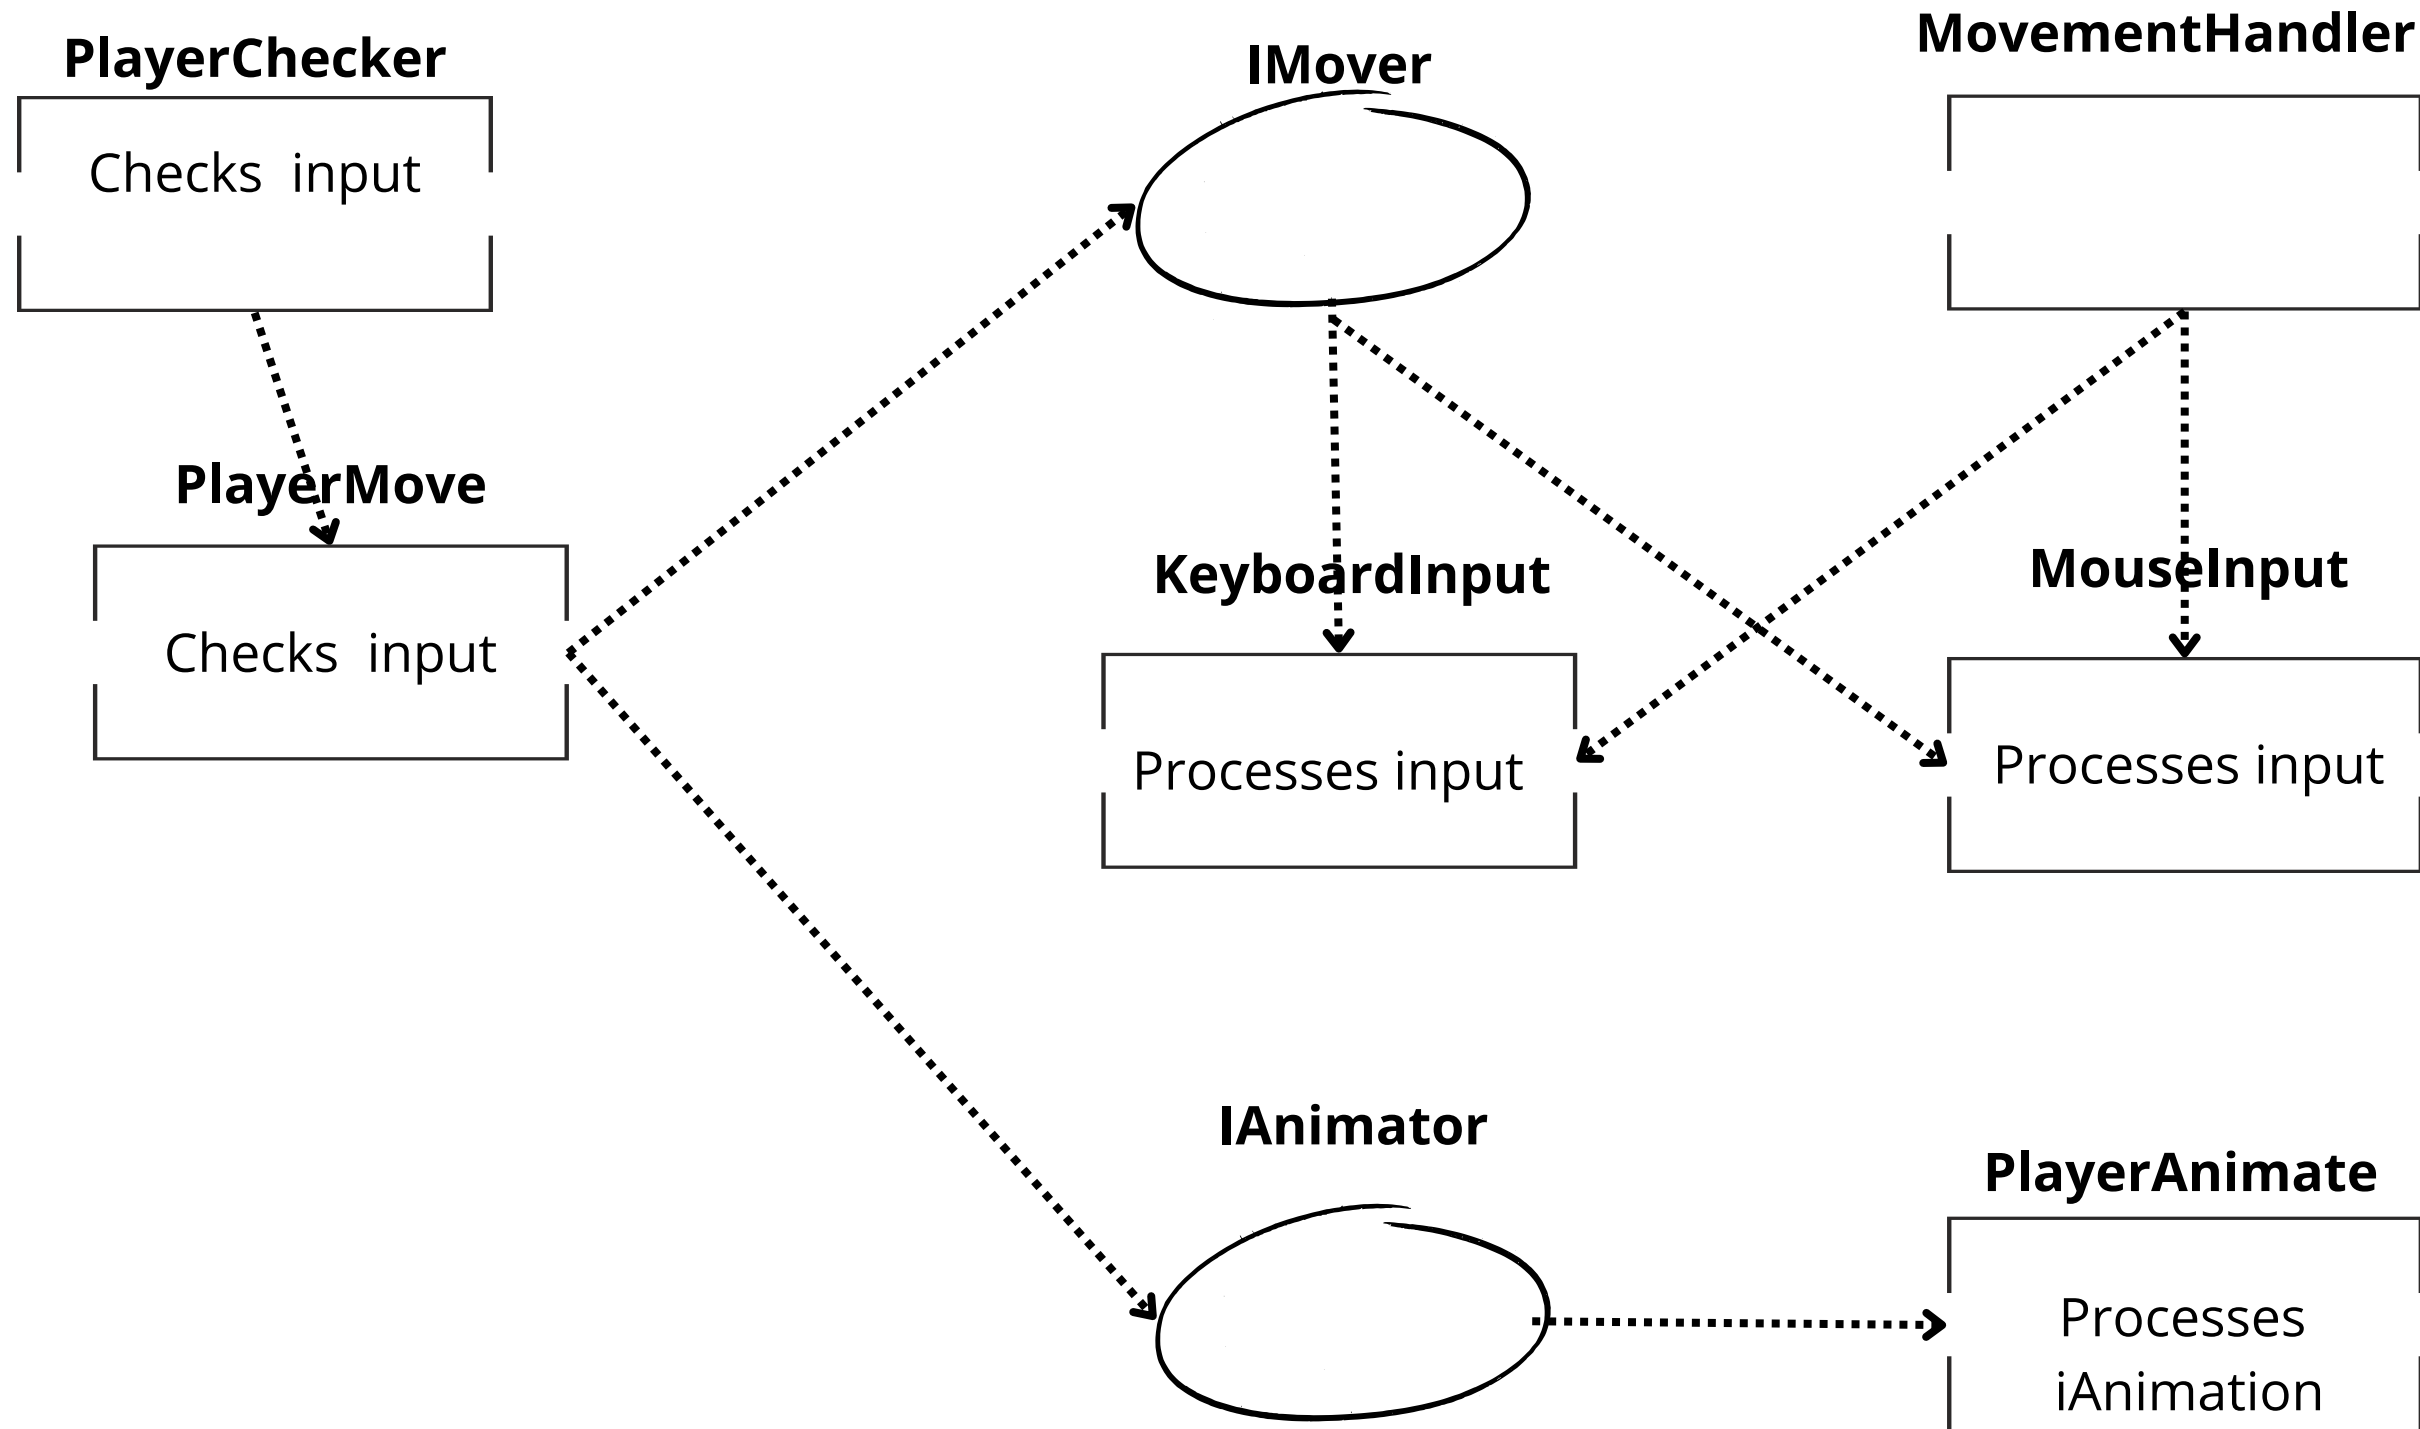 PlayerChecker
Checks input
PlayerMove
Checks input
IMover
MovementHandler
KeyboardInput
Processes input
MouseInput
Processes input
IAnimator
PlayerAnimate
Processes
iAnimation